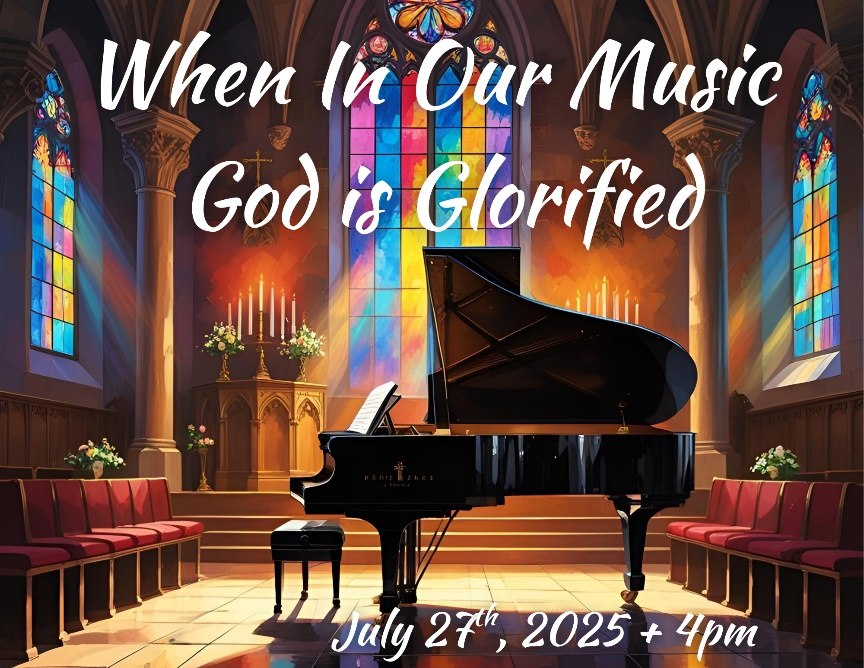 When In Our Music
God is Glorified
July 27th, 2025 + 4pm